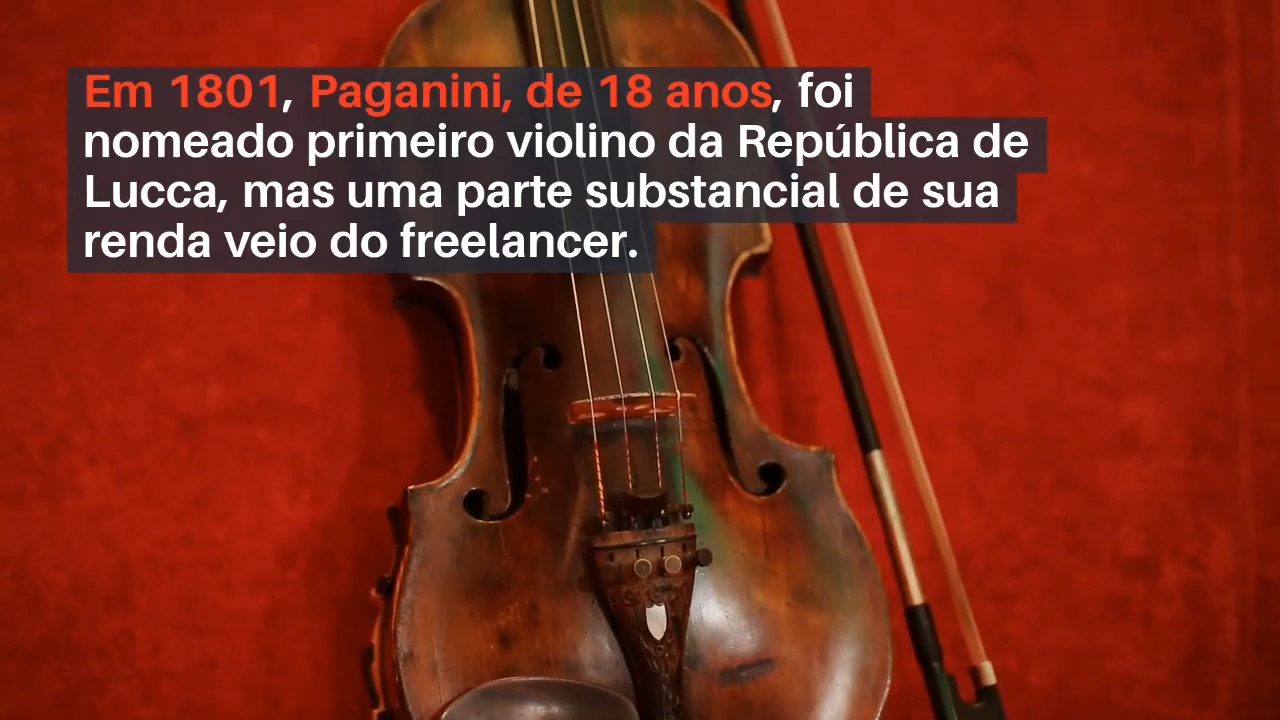 Em 1801, Paganini, de 18 anos, foi
nomeado primeiro violino da República de
Lucca, mas uma parte substancial de sua
renda veio do freelancer.